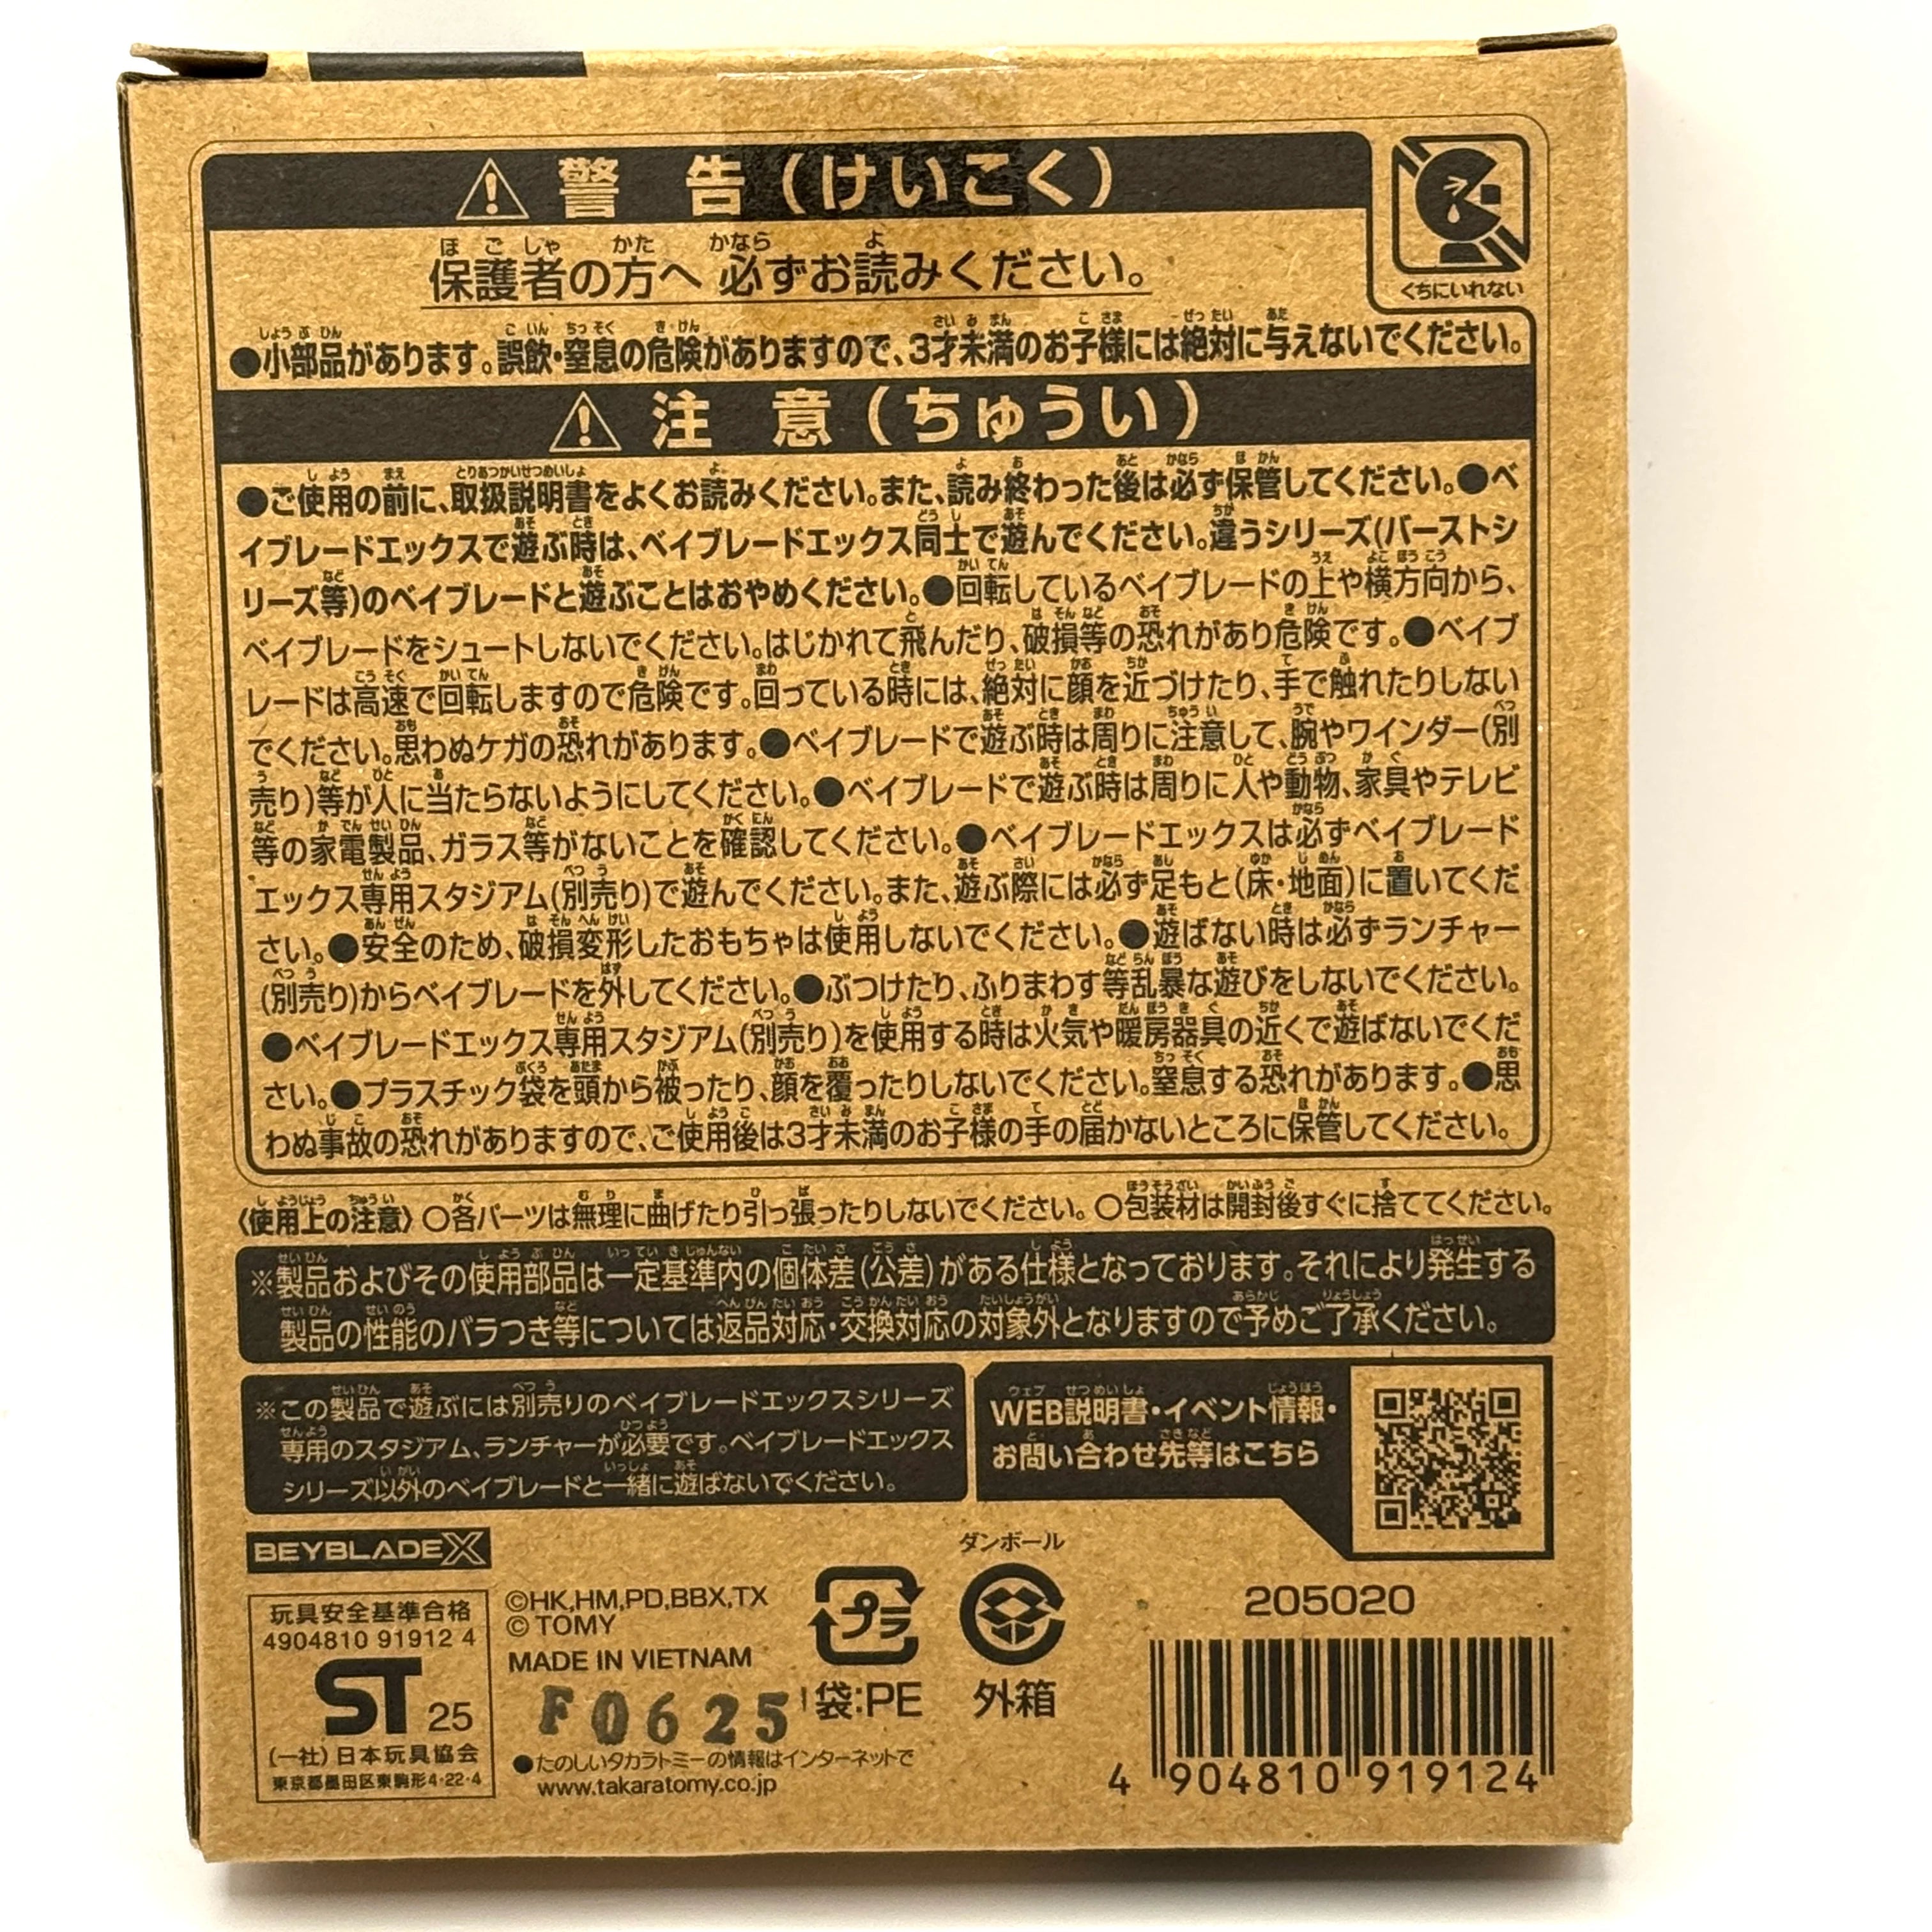 ⚠ 警告(けいこく)
くちにいれない
保護者の方へ 必ずお読みください。
●小部品があります。誤飲・窒息の危険がありますので、3才未満のお子様には絶対に与えないでください。
⚠ 注意(ちゅうい)
●ご使用の前に、取扱説明書をよくお読みください。また、読み終わった後は必ず保管してください。●ベ
イブレードエックスで遊ぶ時は、ベイブレードエックス同士で遊んでください。違うシリーズ(バーストシ
リーズ等)のベイブレードと遊ぶことはおやめください。●回転しているベイブレードの上や横方向から、
ベイブレードをシュートしないでください。はじかれて飛んだり、破損等の恐れがあり危険です。●ベイブ
レードは高速で回転しますので危険です。回っている時には、絶対に顔を近づけたり、手で触れたりしない
でください。思わぬケガの恐れがあります。●ベイブレードで遊ぶ時は周りに注意して、腕やワインダー(別
売り)等が人に当たらないようにしてください。●ベイブレードで遊ぶ時は周りに人や動物、家具やテレビ
等の家電製品、ガラス等がないことを確認してください。●ベイブレードエックスは必ずベイブレード
エックス専用スタジアム(別売り)で遊んでください。また、遊ぶ際には必ず足もと(床・地面)に置いてくだ
さい。●安全のため、破損変形したおもちゃは使用しないでください。●遊ばない時は必ずランチャー
(別売り)からベイブレードを外してください。●ぶつけたり、ふりまわす等乱暴な遊びをしないでください。
●ベイブレードエックス専用スタジアム(別売り)を使用する時は火気や暖房器具の近くで遊ばないでくだ
さい。●プラスチック袋を頭から被ったり、顔を覆ったりしないでください。窒息する恐れがあります。●思
わぬ事故の恐れがありますので、ご使用後は3才未満のお子様の手の届かないところに保管してください。
〈使用上の注意〉○各パーツは無理に曲げたり引っ張ったりしないでください。○包装材は開封後すぐに捨ててください。
※製品およびその使用部品は一定基準内の個体差(公差)がある仕様となっております。それにより発生する
製品の性能のバラつき等については返品対応・交換対応の対象外となりますので予めご了承ください。
※この製品で遊ぶには別売りのベイブレードエックスシリーズ
専用のスタジアム、ランチャーが必要です。ベイブレードエックス
シリーズ以外のベイブレードと一緒に遊ばないでください。
WEB説明書・イベント情報・
お問い合わせ先等はこちら
BEYBLADE X
玩具安全基準合格
4904810 91912 4
ST 25
(一社)日本玩具協会
東京都墨田区東駒形4-22-4
©HK,HM,PD,BBX,TX
© TOMY
MADE IN VIETNAM
F0625
プラ
袋:PE
ダンボール
外箱
●たのしいタカラトミーの情報はインターネットで
www.takaratomy.co.jp
205020
4 904810 919124